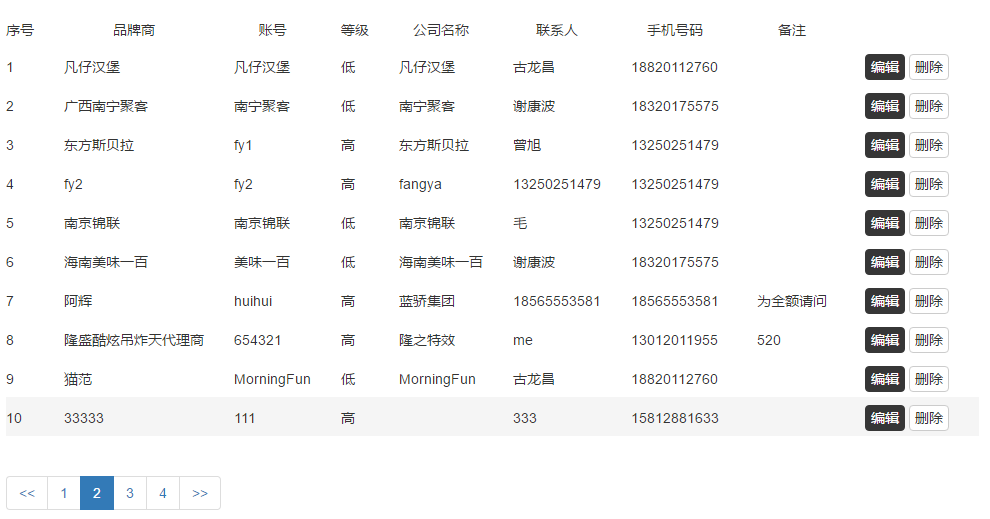 序号 品牌商 账号 等级 公司名称 联系人 手机号码 备注
1 凡仔汉堡 凡仔汉堡 低 凡仔汉堡 古龙昌 18820112760 编辑 删除
2 广西南宁聚客 南宁聚客 低 南宁聚客 谢康波 18320175575 编辑 删除
3 东方斯贝拉 fy1 高 东方斯贝拉 曾旭 13250251479 编辑 删除
4 fy2 fy2 高 fangya 13250251479 13250251479 编辑 删除
5 南京锦联 南京锦联 低 南京锦联 毛 13250251479 编辑 删除
6 海南美味一百 美味一百 低 海南美味一百 谢康波 18320175575 编辑 删除
7 阿辉 huihui 高 蓝骄集团 18565553581 18565553581 为全额请问 编辑 删除
8 隆盛酷炫吊炸天代理商 654321 高 隆之特效 me 13012011955 520 编辑 删除
9 猫范 MorningFun 低 MorningFun 古龙昌 18820112760 编辑 删除
10 33333 111 高 333 15812881633 编辑 删除
<< 1 2 3 4 >>